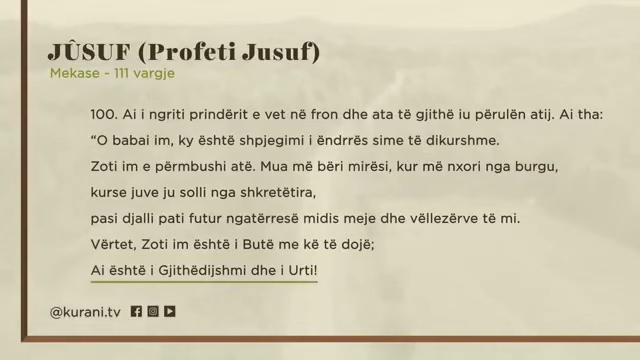 JÛSUF (Profeti Jusuf)
Mekase - 111 vargje
100. Ai i ngriti prindërit e vet në fron dhe ata të gjithë iu përulën atij. Ai tha:
“O babai im, ky është shpjegimi i ëndrrës sime të dikurshme.
Zoti im e përmbushi atë. Mua më bëri mirësi, kur më nxori nga burgu,
kurse juve ju solli nga shkretëtira,
pasi djalli pati futur ngatërresë midis meje dhe vëllezërve të mi.
Vërtet, Zoti im është i Butë me kë të dojë;
Ai është i Gjithëdijshmi dhe i Urti!
@kurani.tv